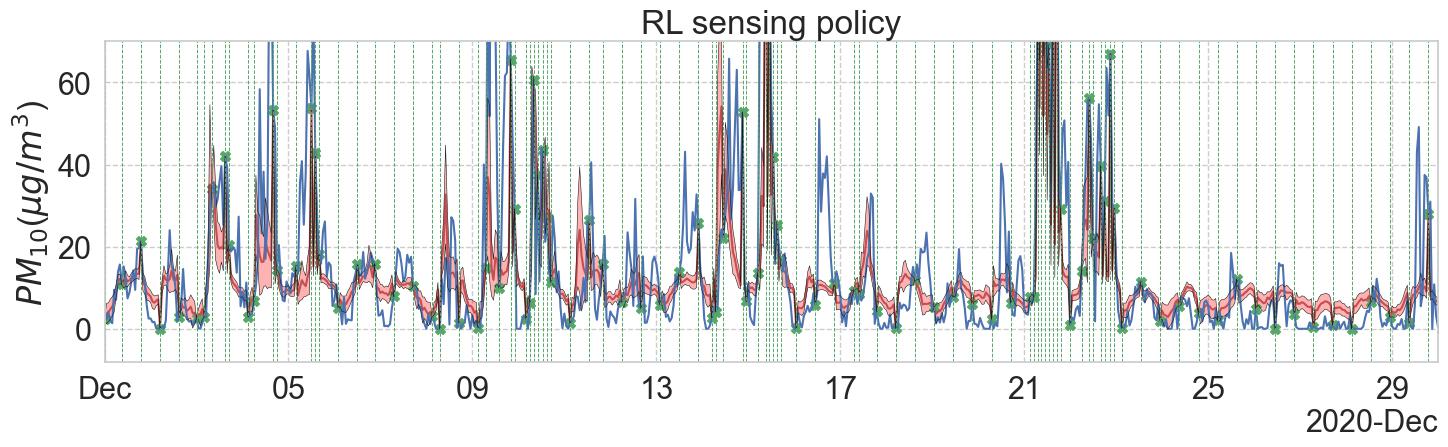 RL sensing policy
60
40
20
0
PM10(μg/m3)
Dec 05 09 13 17 21 25 29
2020-Dec